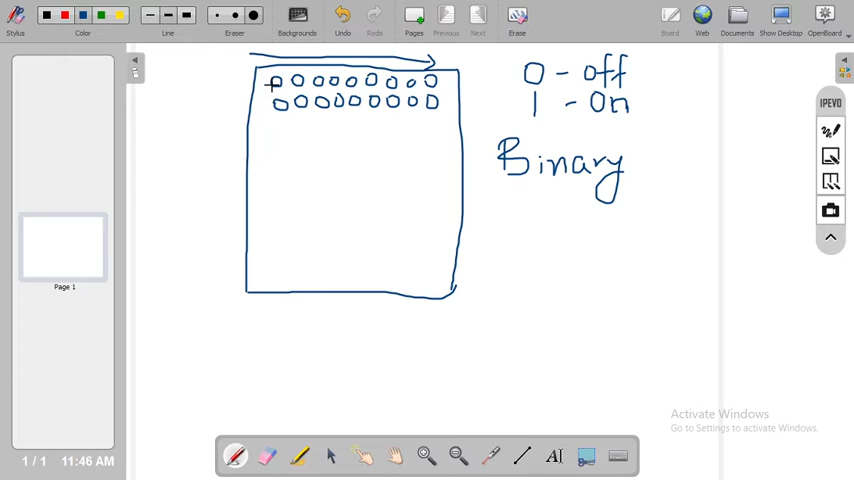 Stylus
Color
Line
Eraser
Backgrounds
Undo
Redo
Pages
Previous
Next
Erase
Board
Web
Documents
Show Desktop
OpenBoard
0 - off
1 - On
Binary
IPEVO
Page 1
Activate Windows
Go to Settings to activate Windows.
1 / 1 11:46 AM
AI